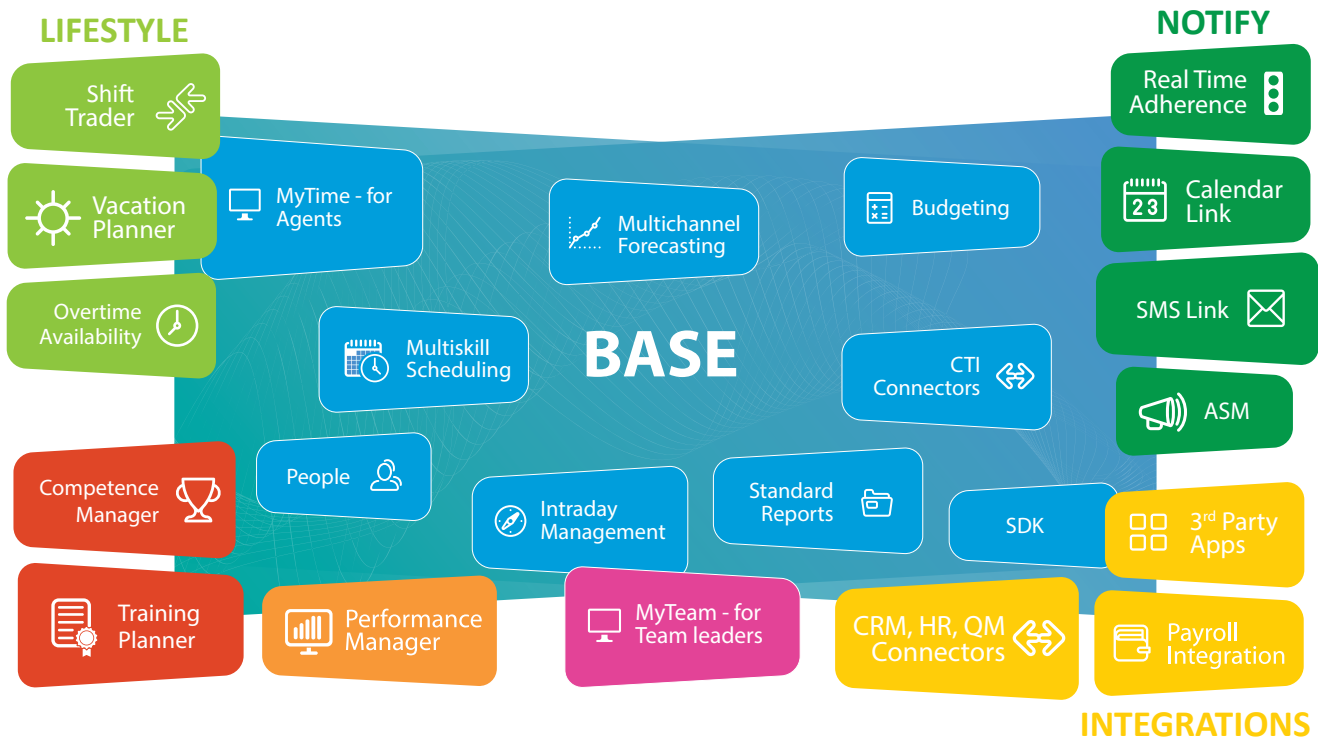 LIFESTYLE
Shift
Trader
Vacation
Planner
Overtime
Availability
NOTIFY
Real Time
Adherence
23
Calendar
Link
SMS Link
ASM
MyTime - for
Agents
Multichannel
Forecasting
Budgeting
BASE
Multiskill
Scheduling
CTI
Connectors
People
Intraday
Management
Standard
Reports
SDK
Competence
Manager
Training
Planner
Performance
Manager
MyTeam - for
Team leaders
CRM, HR, QM
Connectors
3rd Party
Apps
Payroll
Integration
INTEGRATIONS